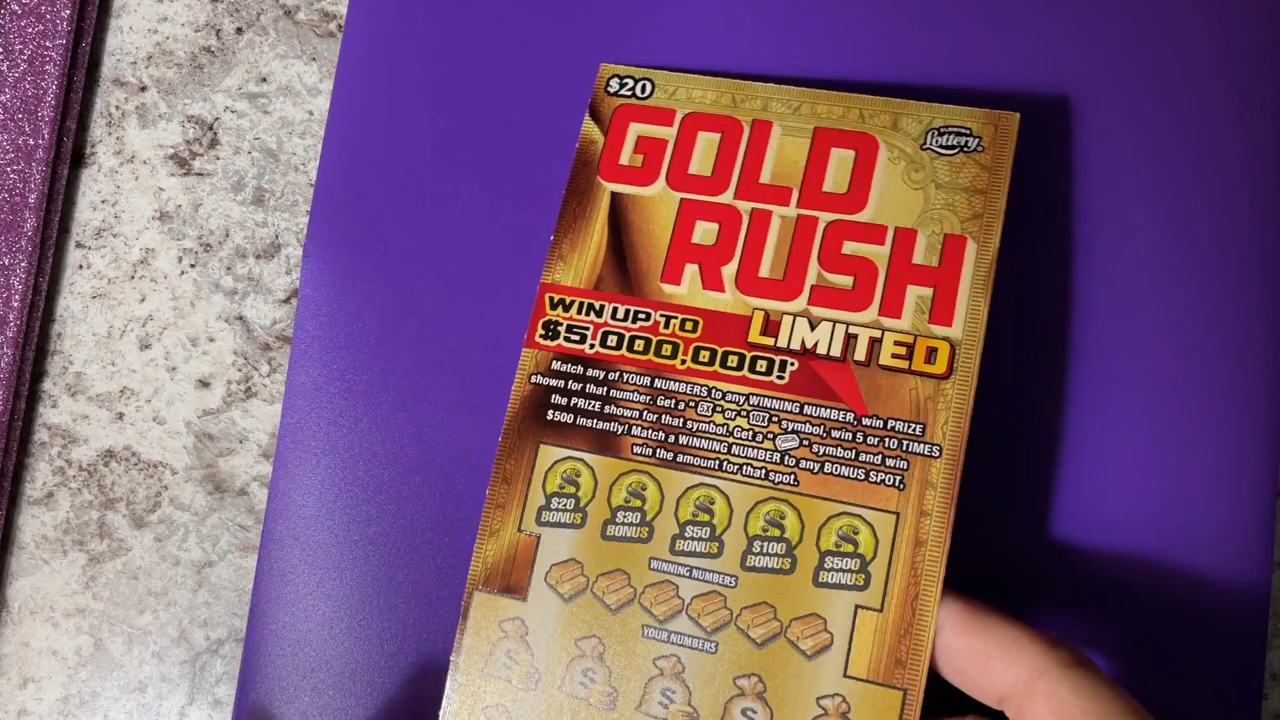 $20
FLORIDA
Lottery
GOLD
RUSH
LIMITED
WIN UP TO
$5,000,000!*
Match any of YOUR NUMBERS to any WINNING NUMBER, win PRIZE
shown for that number. Get a "5X" or "10X" symbol, win 5 or 10 TIMES
the PRIZE shown for that symbol. Get a " " symbol and win
$500 instantly! Match a WINNING NUMBER to any BONUS SPOT,
win the amount for that spot.
$20 BONUS
$30 BONUS
$50 BONUS
$100 BONUS
$500 BONUS
WINNING NUMBERS
YOUR NUMBERS